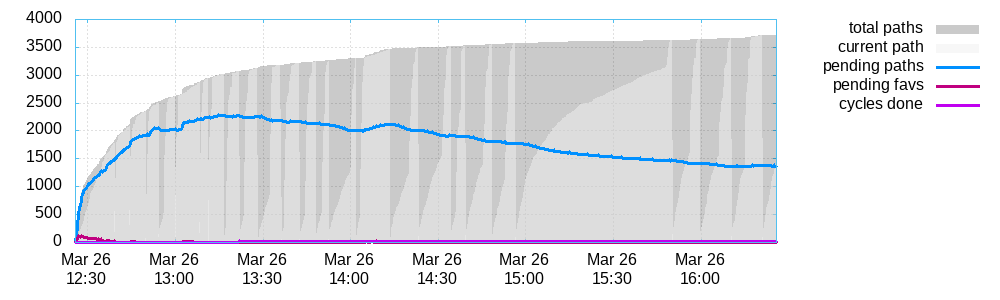 4000
3500
3000
2500
2000
1500
1000
500
0
Mar 26 Mar 26 Mar 26 Mar 26 Mar 26 Mar 26 Mar 26 Mar 26
12:30 13:00 13:30 14:00 14:30 15:00 15:30 16:00
total paths
current path
pending paths
pending favs
cycles done